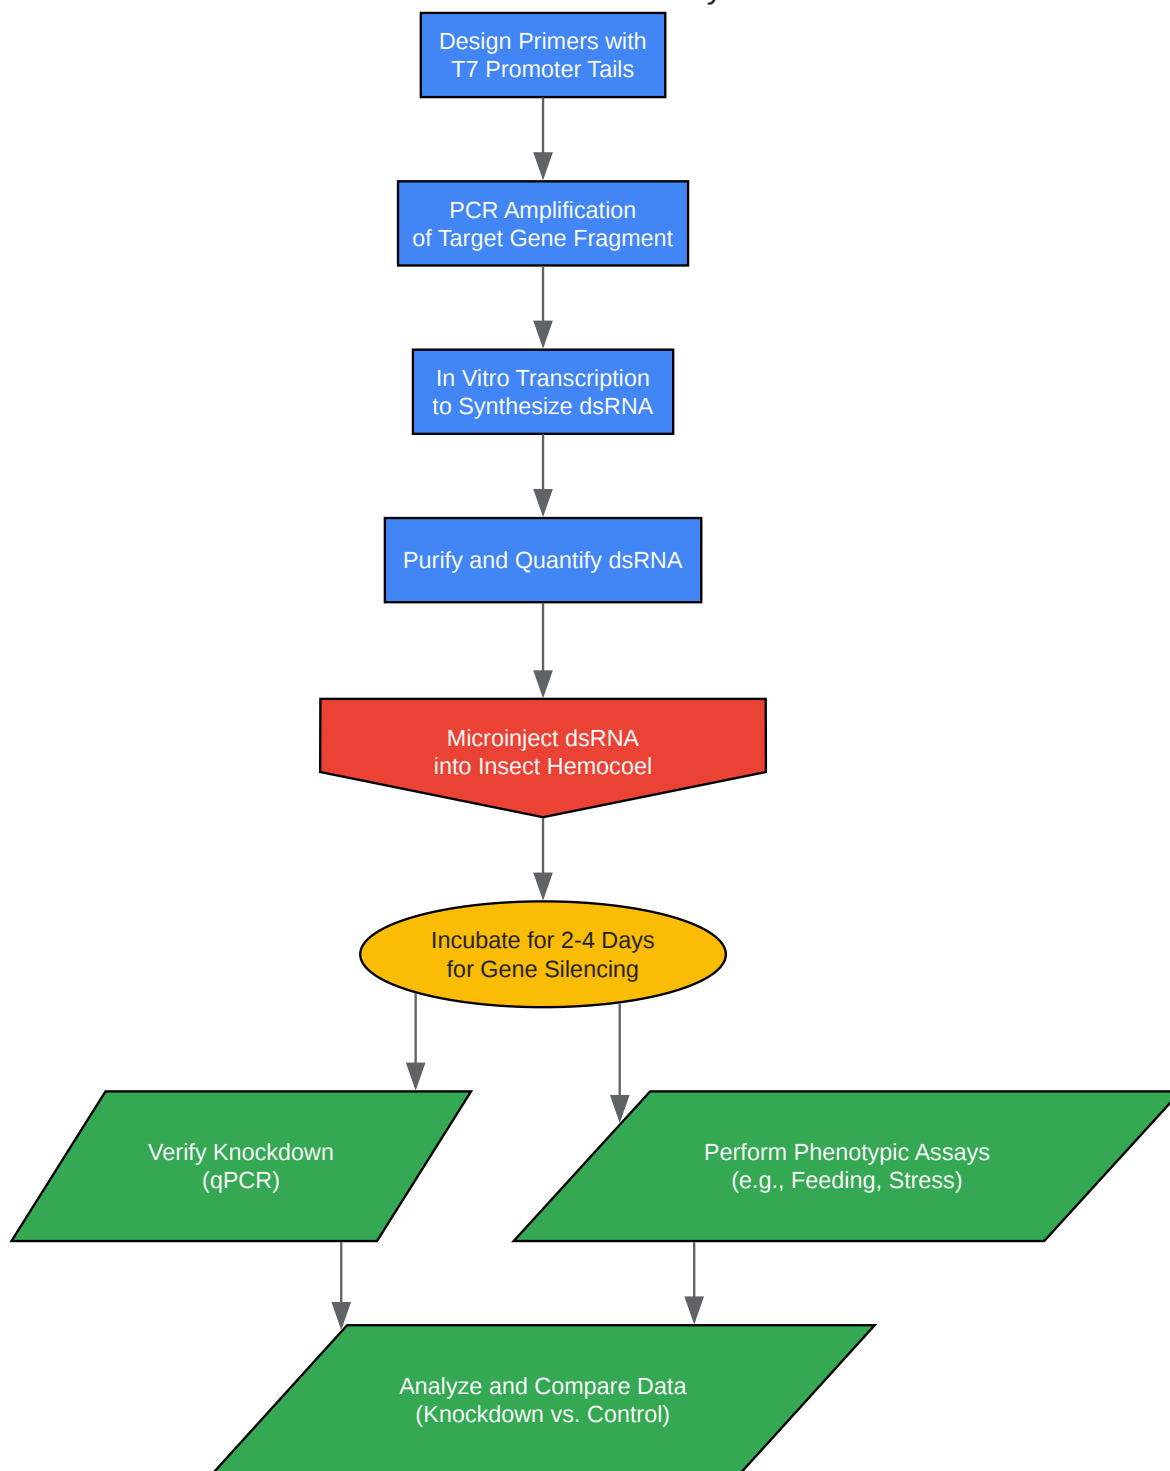 Design Primers with
T7 Promoter Tails
PCR Amplification
of Target Gene Fragment
In Vitro Transcription
to Synthesize dsRNA
Purify and Quantify dsRNA
Microinject dsRNA
into Insect Hemocoel
Incubate for 2-4 Days
for Gene Silencing
Verify Knockdown
(qPCR)
Perform Phenotypic Assays
(e.g., Feeding, Stress)
Analyze and Compare Data
(Knockdown vs. Control)